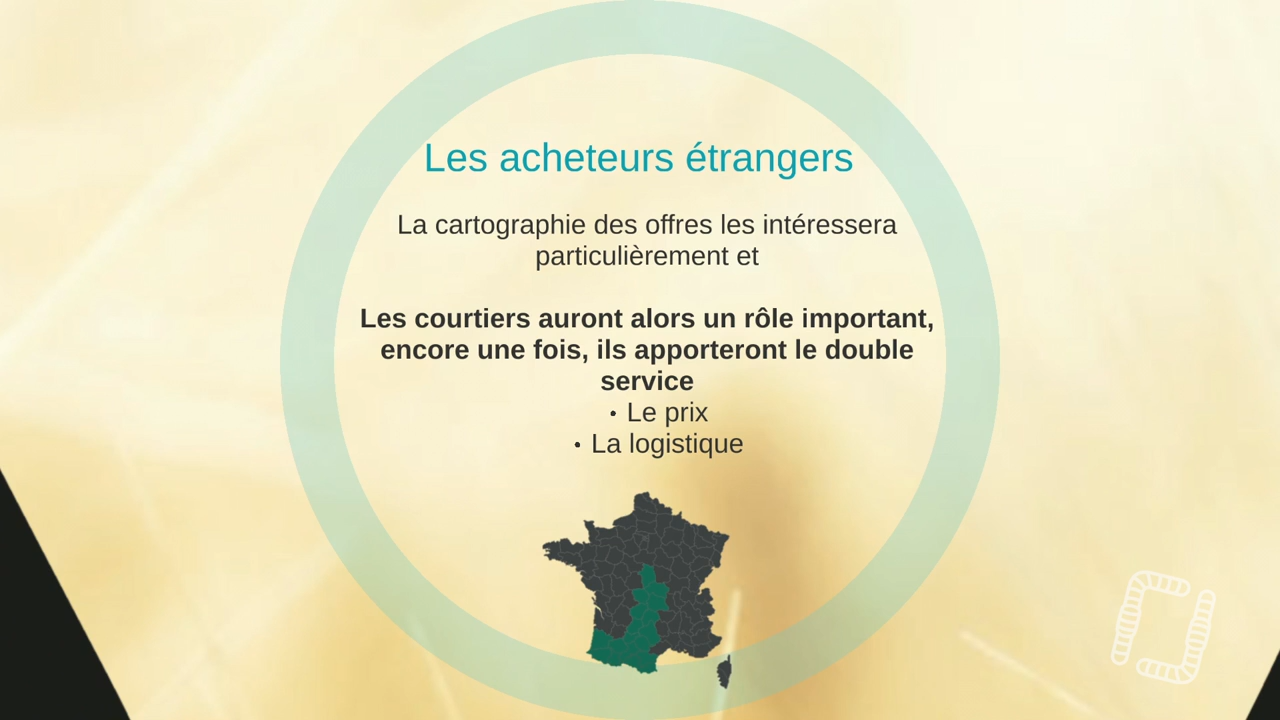 Les acheteurs étrangers
La cartographie des offres les intéressera
particulièrement et
Les courtiers auront alors un rôle important,
encore une fois, ils apporteront le double
service
• Le prix
• La logistique